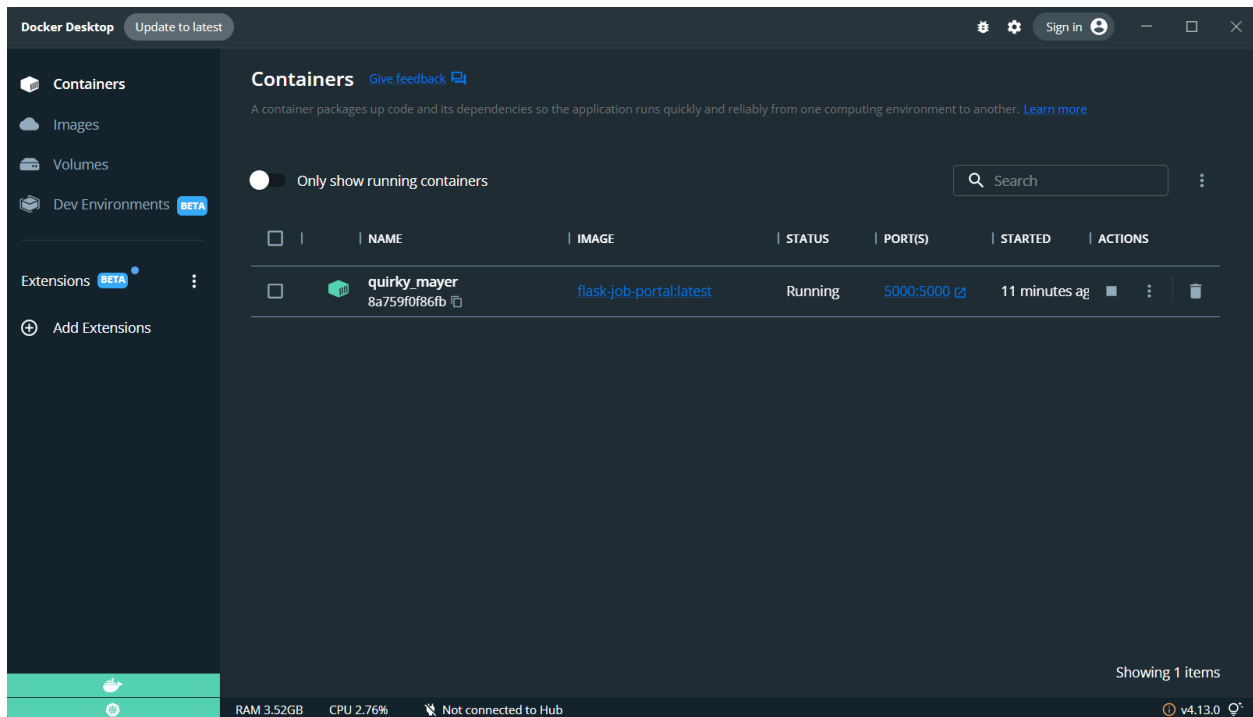 Docker Desktop Update to latest Sign in
Containers
Images
Volumes
Dev Environments BETA
Extensions BETA
Add Extensions
Containers Give feedback
A container packages up code and its dependencies so the application runs quickly and reliably from one computing environment to another. Learn more
Only show running containers Search
NAME IMAGE STATUS PORT(S) STARTED ACTIONS
quirky_mayer
8a759f0f86fb flask-job-portal:latest Running 5000:5000 11 minutes ag
Showing 1 items
RAM 3.52GB CPU 2.76% Not connected to Hub v4.13.0